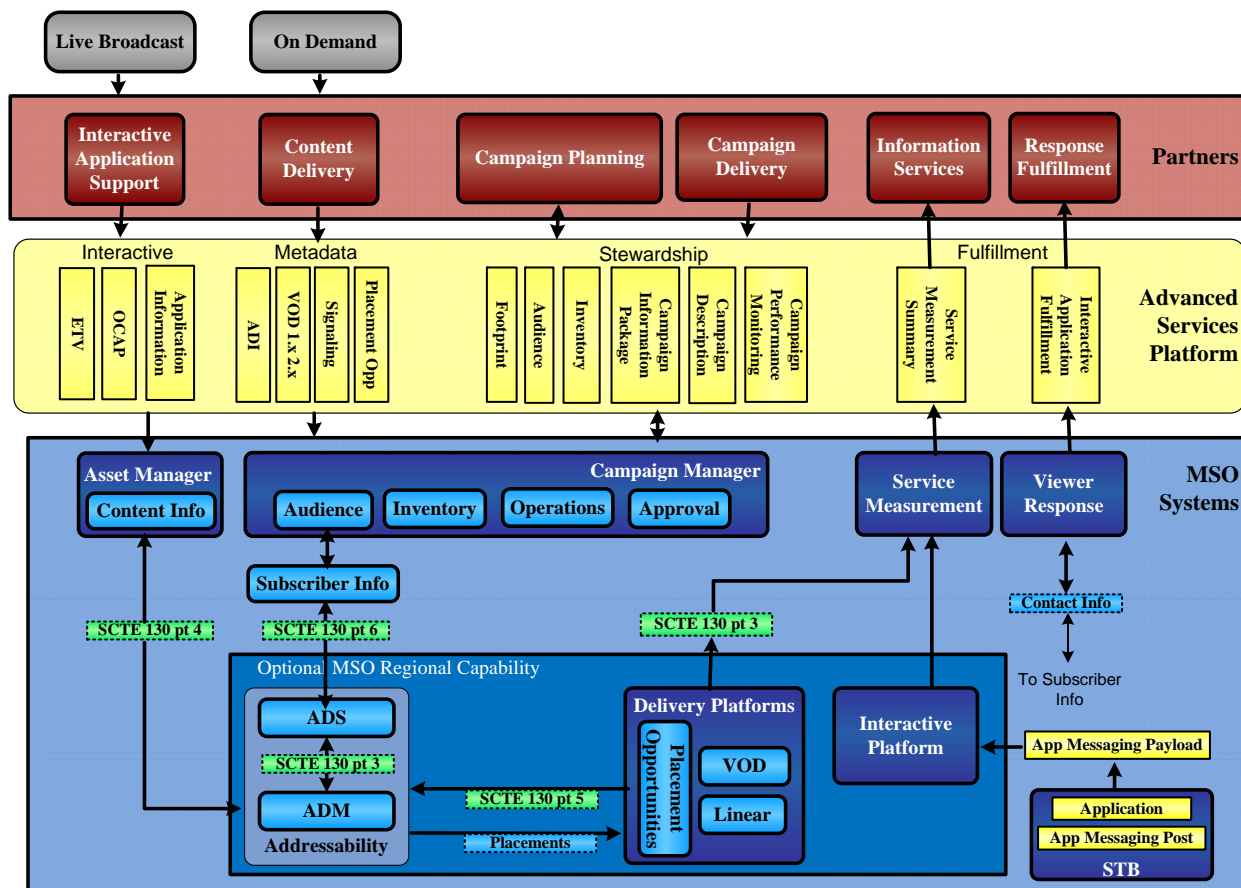 Live Broadcast
On Demand
Interactive
Application
Support
Content
Delivery
Campaign Planning
Campaign
Delivery
Information
Services
Response
Fulfillment
Partners
Interactive
Metadata
Stewardship
Fulfillment
ETV
OCAP
Application
Information
ADI
VOD 1.x 2.x
Signaling
Placement Opp
Footprint
Audience
Inventory
Campaign
Information
Package
Campaign
Description
Campaign
Performance
Monitoring
Service
Measurement
Summary
Interactive
Application
Fulfillment
Advanced
Services
Platform
Asset Manager
Content Info
Campaign Manager
Audience
Inventory
Operations
Approval
Service
Measurement
Viewer
Response
MSO
Systems
Subscriber Info
Contact Info
SCTE 130 pt 4
SCTE 130 pt 6
SCTE 130 pt 3
To Subscriber
Info
Optional MSO Regional Capability
ADS
SCTE 130 pt 3
ADM
Addressability
SCTE 130 pt 5
Placements
Delivery Platforms
Placement
Opportunities
VOD
Linear
Interactive
Platform
App Messaging Payload
Application
App Messaging Post
STB